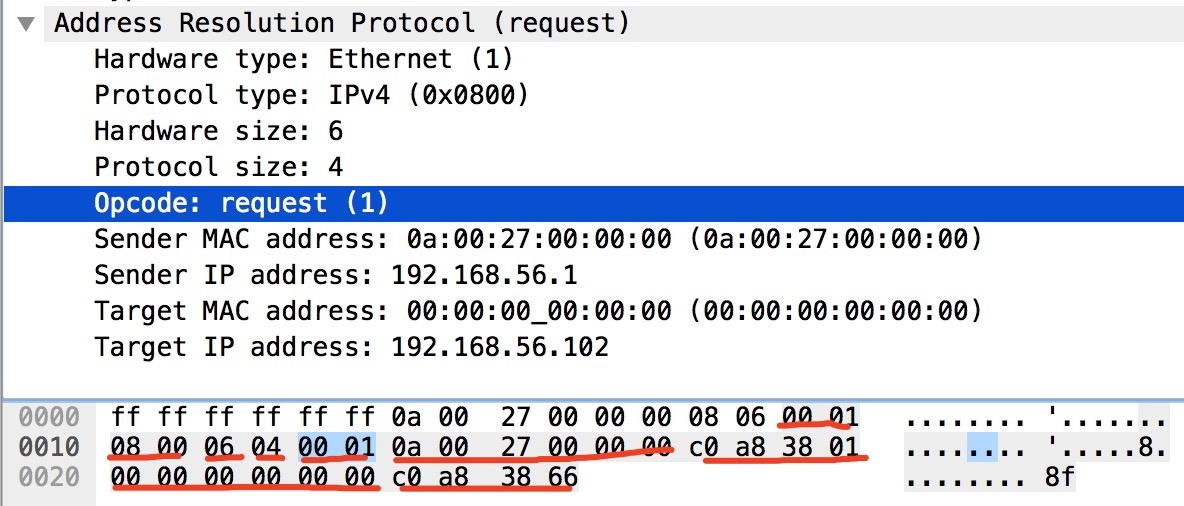 Address Resolution Protocol (request)
Hardware type: Ethernet (1)
Protocol type: IPv4 (0x0800)
Hardware size: 6
Protocol size: 4
Opcode: request (1)
Sender MAC address: 0a:00:27:00:00:00 (0a:00:27:00:00:00)
Sender IP address: 192.168.56.1
Target MAC address: 00:00:00_00:00:00 (00:00:00:00:00:00)
Target IP address: 192.168.56.102
0000 ff ff ff ff ff ff 0a 00 27 00 00 00 08 06 00 01 ........ '.......
0010 08 00 06 04 00 01 0a 00 27 00 00 00 c0 a8 38 01 ........ '.....8.
0020 00 00 00 00 00 00 c0 a8 38 66 ........ 8f